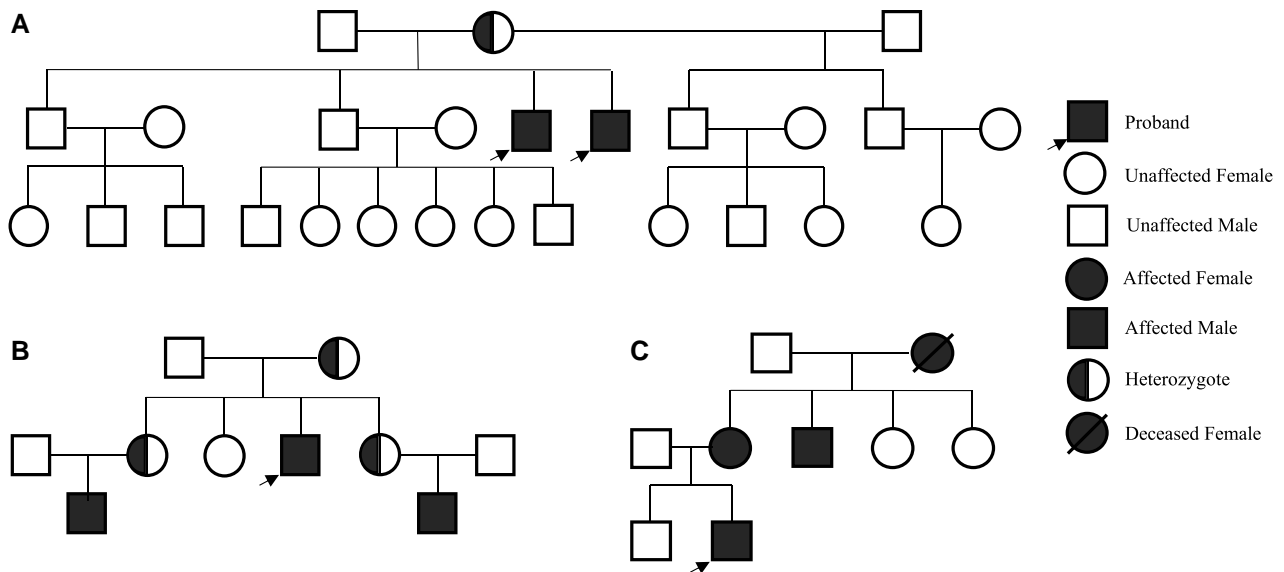 A
Proband
Unaffected Female
Unaffected Male
Affected Female
Affected Male
Heterozygote
Deceased Female
B
C